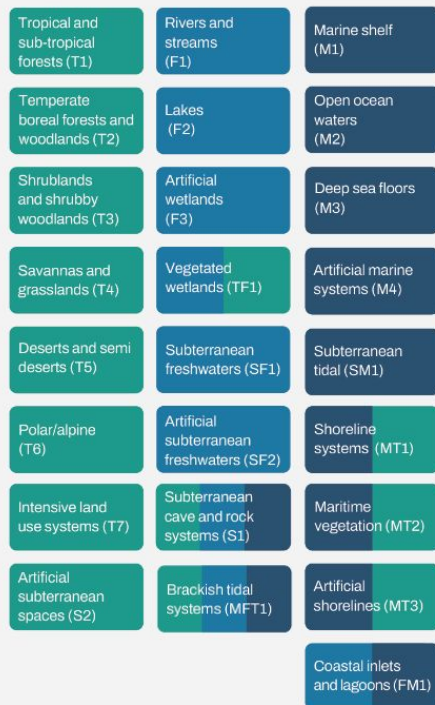 Tropical and
sub-tropical
forests (T1)
Temperate
boreal forests and
woodlands (T2)
Shrublands
and shrubby
woodlands (T3)
Savannas and
grasslands (T4)
Deserts and semi
deserts (T5)
Polar/alpine
(T6)
Intensive land
use systems (T7)
Artificial
subterranean
spaces (S2)
Rivers and
streams
(F1)
Lakes
(F2)
Artificial
wetlands
(F3)
Vegetated
wetlands (TF1)
Subterranean
freshwaters (SF1)
Artificial
subterranean
freshwaters (SF2)
Subterranean
cave and rock
systems (S1)
Brackish tidal
systems (MFT1)
Marine shelf
(M1)
Open ocean
waters
(M2)
Deep sea floors
(M3)
Artificial marine
systems (M4)
Subterranean
tidal (SM1)
Shoreline
systems (MT1)
Maritime
vegetation (MT2)
Artificial
shorelines (MT3)
Coastal inlets
and lagoons (FM1)